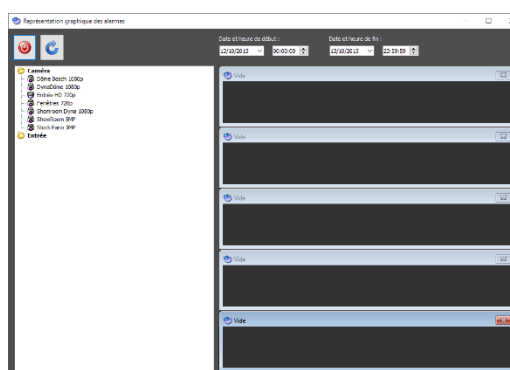 Représentation graphique des alarmes
Date et heure de début :
Date et heure de fin :
13/10/2015
00:00:00
13/10/2015
23:59:59
Caméra
Dôme Bosch 1080p
DynaDôme 1080p
Entrée HD 720p
Fenêtres 720p
Showroom Dyna 1080p
ShowRoom 5MP
Stock Pano 3MP
Entrée
Vide
Vide
Vide
Vide
Vide